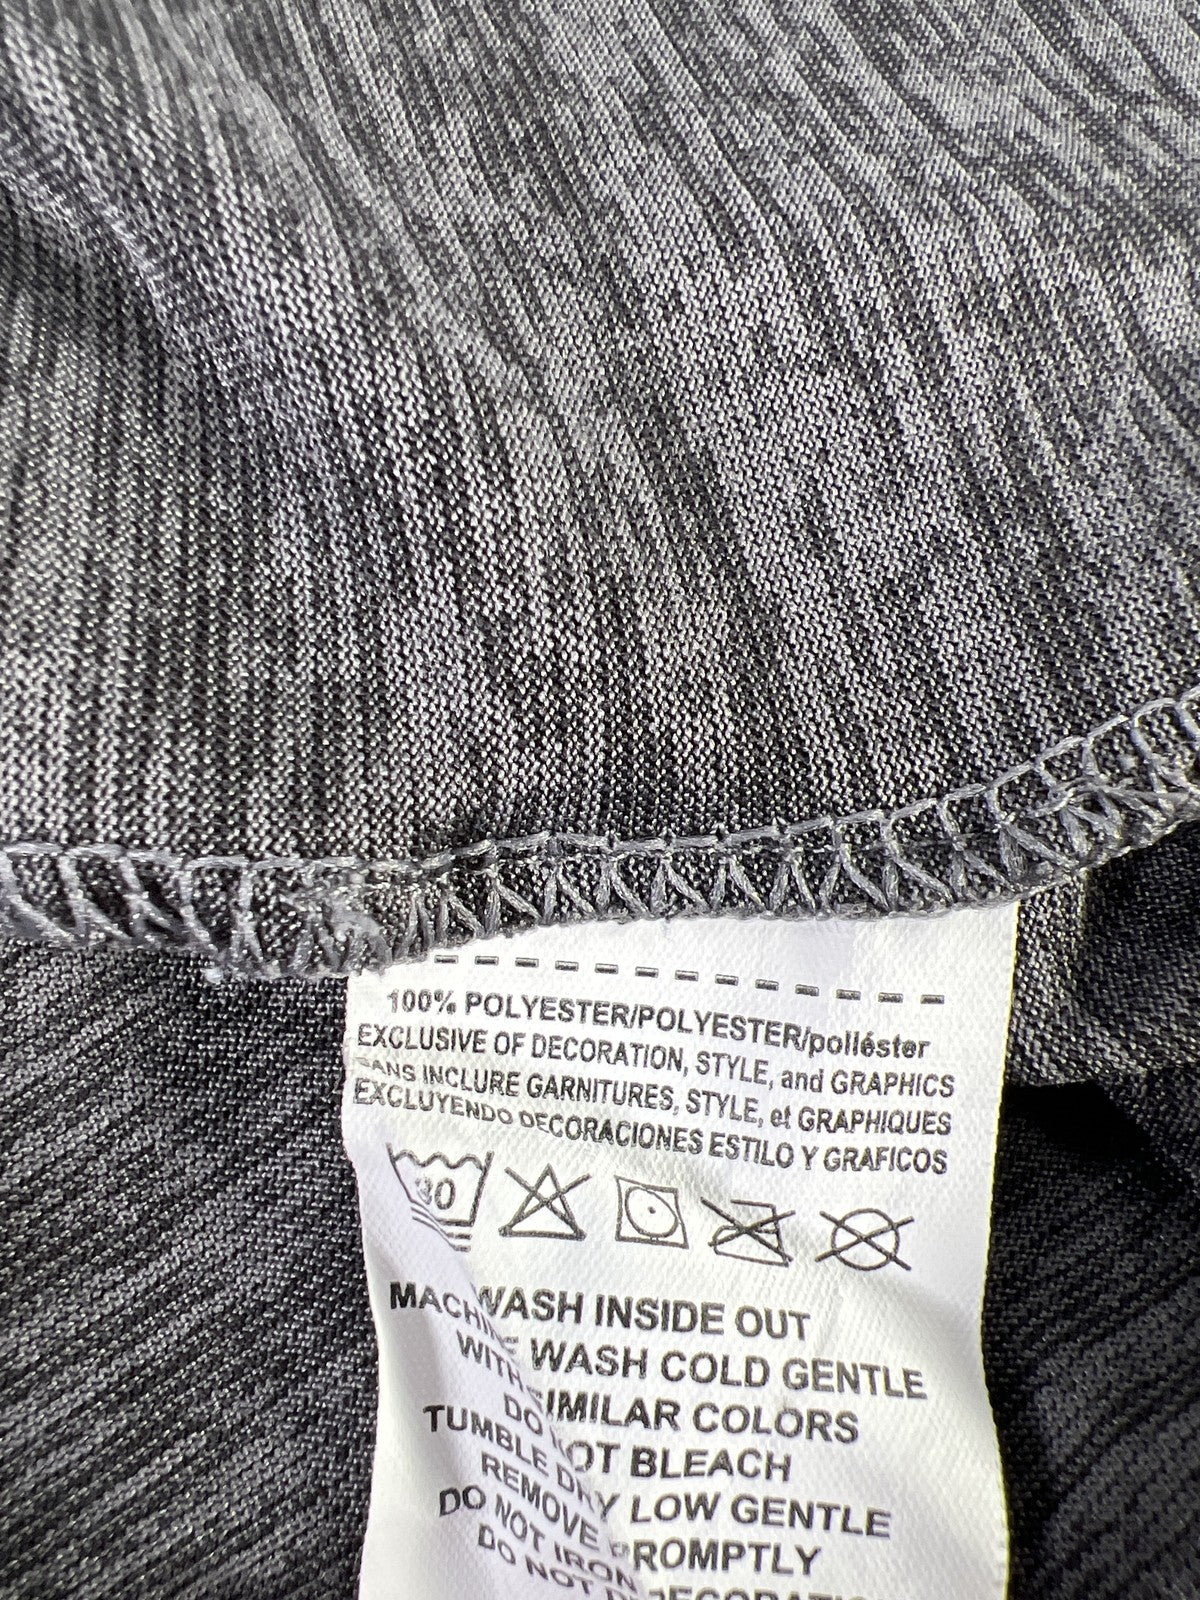 100% POLYESTER/POLYESTER/polléster
EXCLUSIVE OF DECORATION, STYLE, and GRAPHICS
SANS INCLURE GARNITURES, STYLE, et GRAPHIQUES
EXCLUYENDO DECORACIONES ESTILO Y GRAFICOS
30
WASH INSIDE OUT
MACHINE WASH COLD GENTLE
WITH SIMILAR COLORS
DO NOT BLEACH
TUMBLE DRY LOW GENTLE
REMOVE PROMPTLY
DO NOT IRON
DO NOT